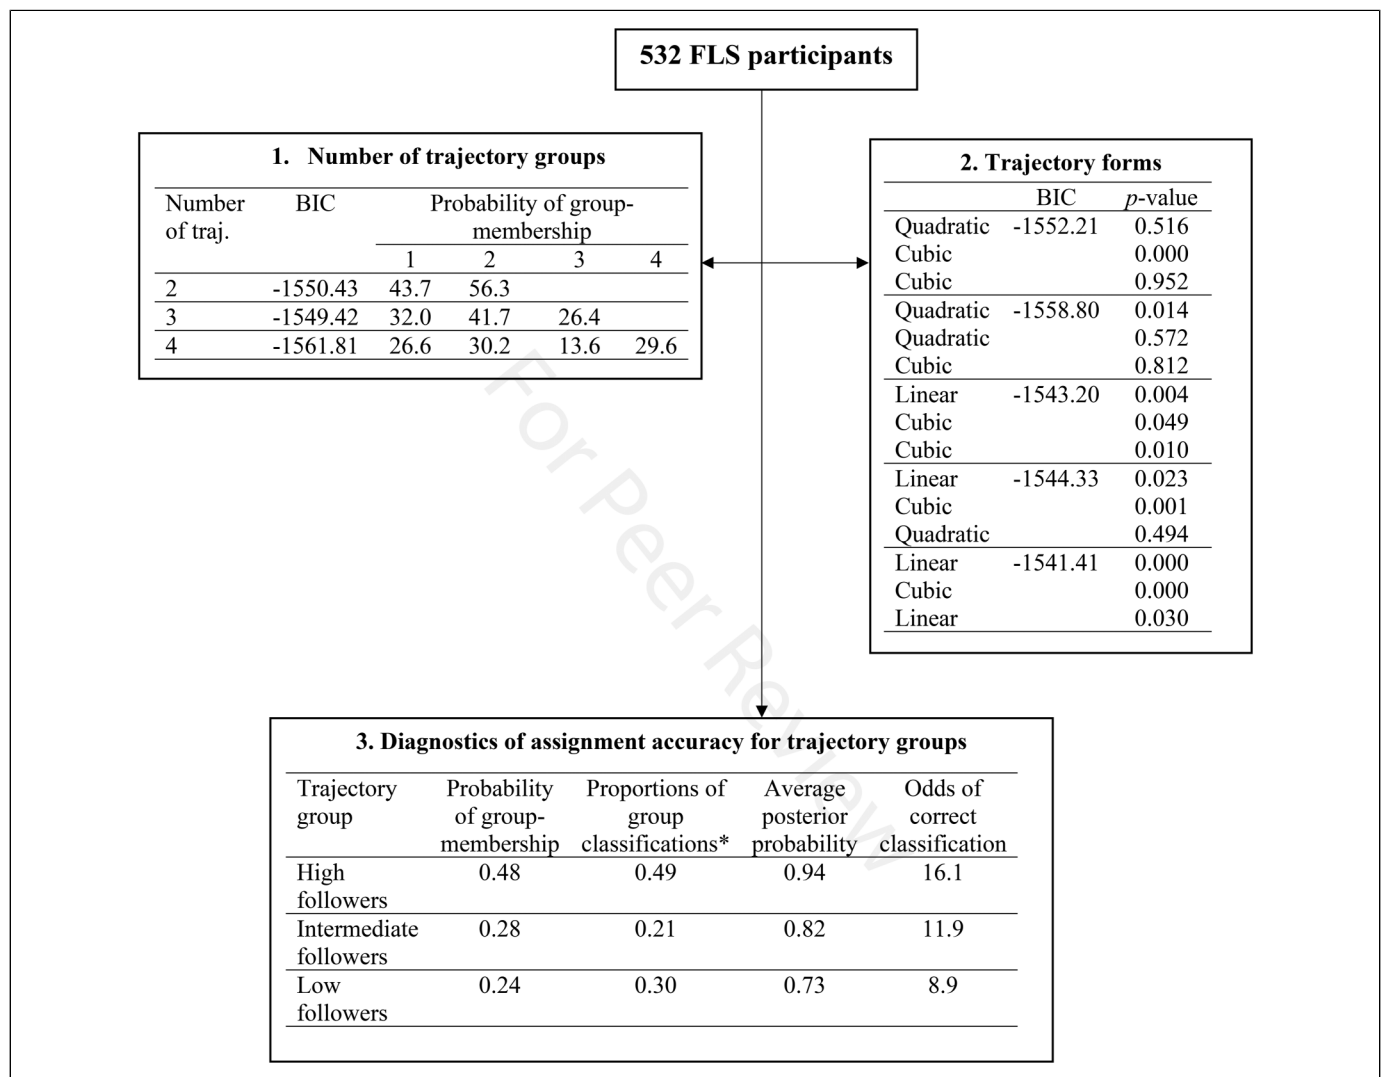 532 FLS participants
1. Number of trajectory groups
Number BIC Probability of group-
of traj. membership
1 2 3 4
2 -1550.43 43.7 56.3
3 -1549.42 32.0 41.7 26.4
4 -1561.81 26.6 30.2 13.6 29.6
2. Trajectory forms
BIC p-value
Quadratic -1552.21 0.516
Cubic 0.000
Cubic 0.952
Quadratic -1558.80 0.014
Quadratic 0.572
Cubic 0.812
Linear -1543.20 0.004
Cubic 0.049
Cubic 0.010
Linear -1544.33 0.023
Cubic 0.001
Quadratic 0.494
Linear -1541.41 0.000
Cubic 0.000
Linear 0.030
For Peer Review
3. Diagnostics of assignment accuracy for trajectory groups
Trajectory Probability Proportions of Average Odds of
group of group- group posterior correct
membership classifications* probability classification
High 0.48 0.49 0.94 16.1
followers
Intermediate 0.28 0.21 0.82 11.9
followers
Low 0.24 0.30 0.73 8.9
followers